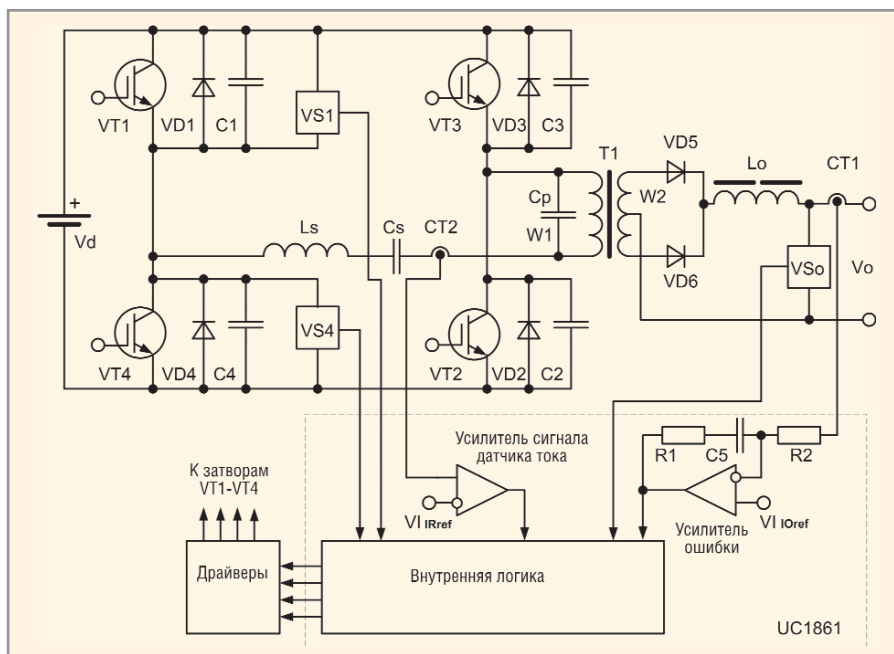 VT1
VD1
C1
VS1
VT3
VD3
C3
T1
VD5
Lo
CT1
+
Vd
Ls
Cs
CT2
Cp
W1
W2
VD6
VSo
Vo
VT4
VD4
C4
VS4
VT2
VD2
C2
Усилитель сигнала
датчика тока
R1
C5
R2
К затворам
VT1-VT4
VI IRref
VI IOref
Усилитель
ошибки
Драйверы
Внутренняя логика
UC1861